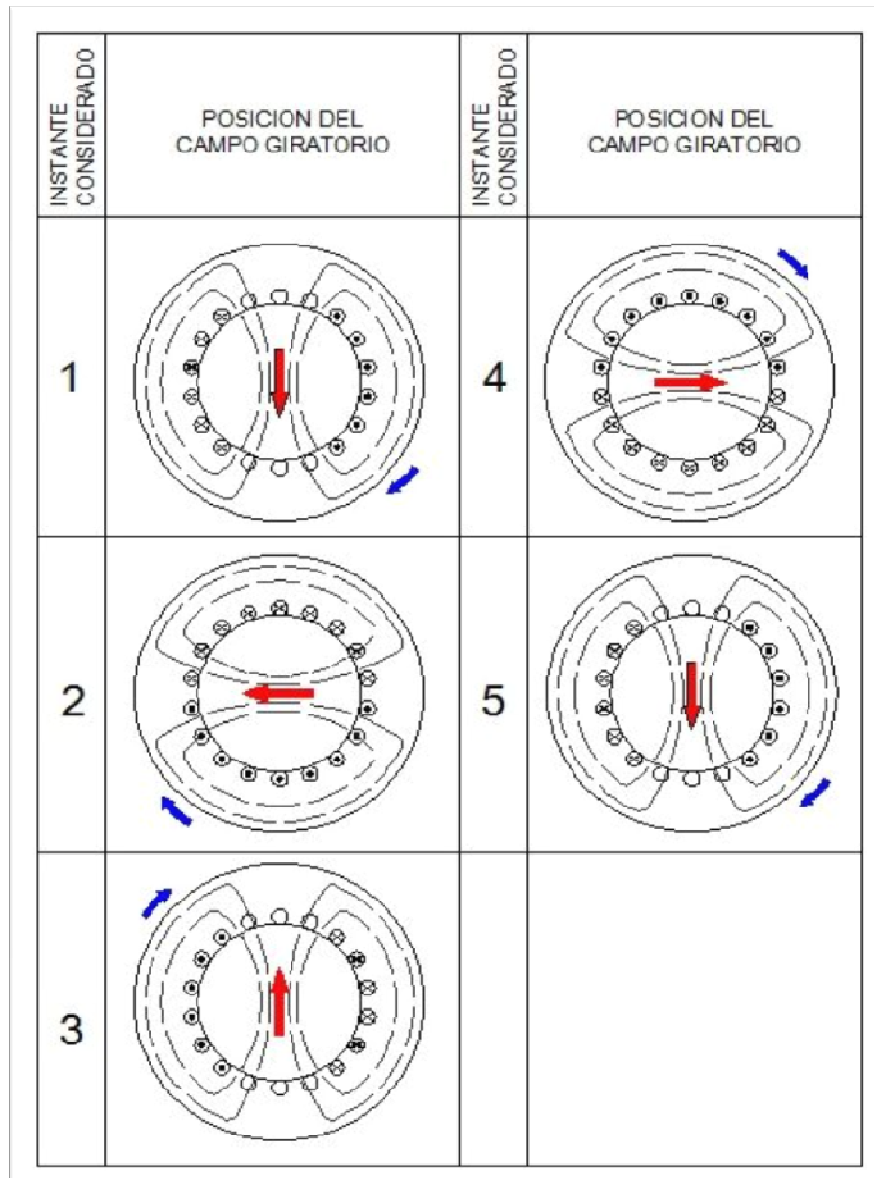 INSTANTE
CONSIDERADO
POSICION DEL
CAMPO GIRATORIO
INSTANTE
CONSIDERADO
POSICION DEL
CAMPO GIRATORIO
1
4
2
5
3